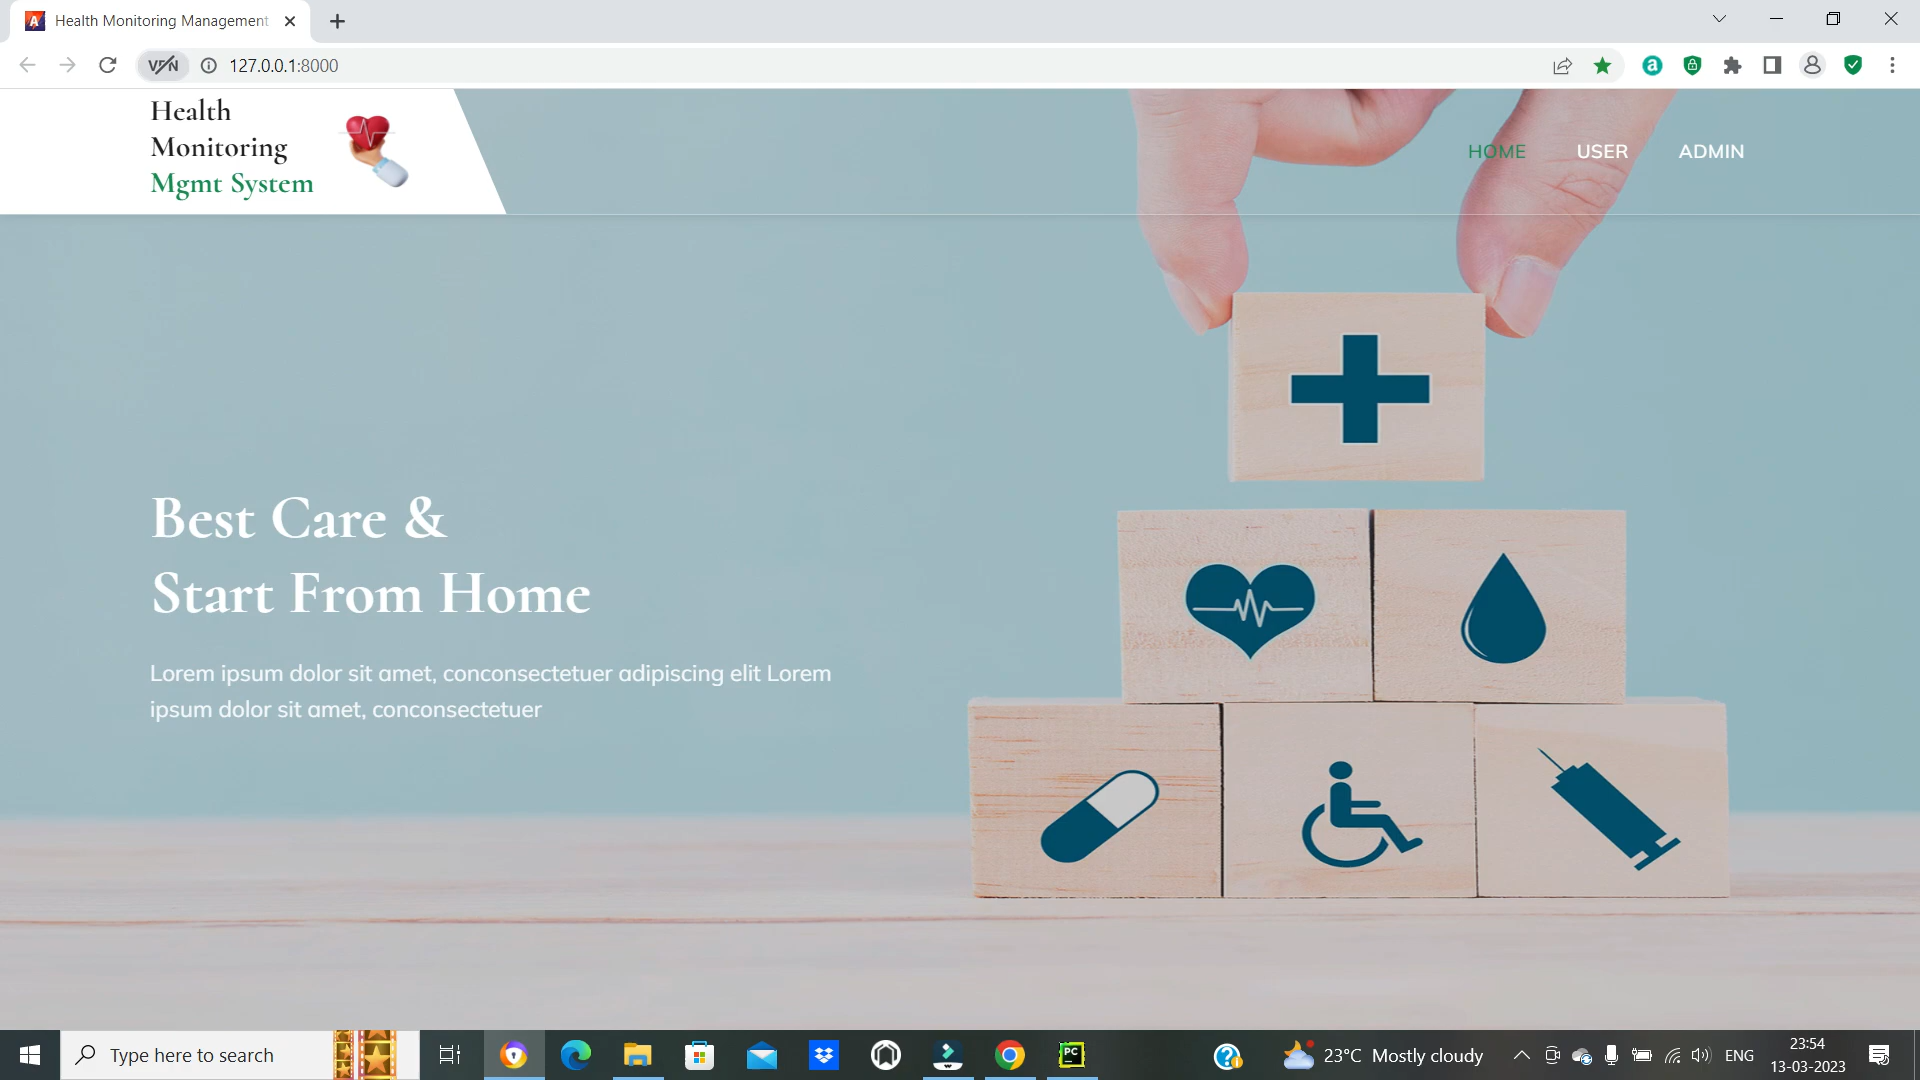 Health Monitoring Management
VPN
127.0.0.1:8000
Health
Monitoring
Mgmt System
HOME
USER
ADMIN
Best Care &
Start From Home
Lorem ipsum dolor sit amet, conconsectetuer adipiscing elit Lorem
ipsum dolor sit amet, conconsectetuer
Type here to search
PC
23°C Mostly cloudy
ENG
23:54
13-03-2023